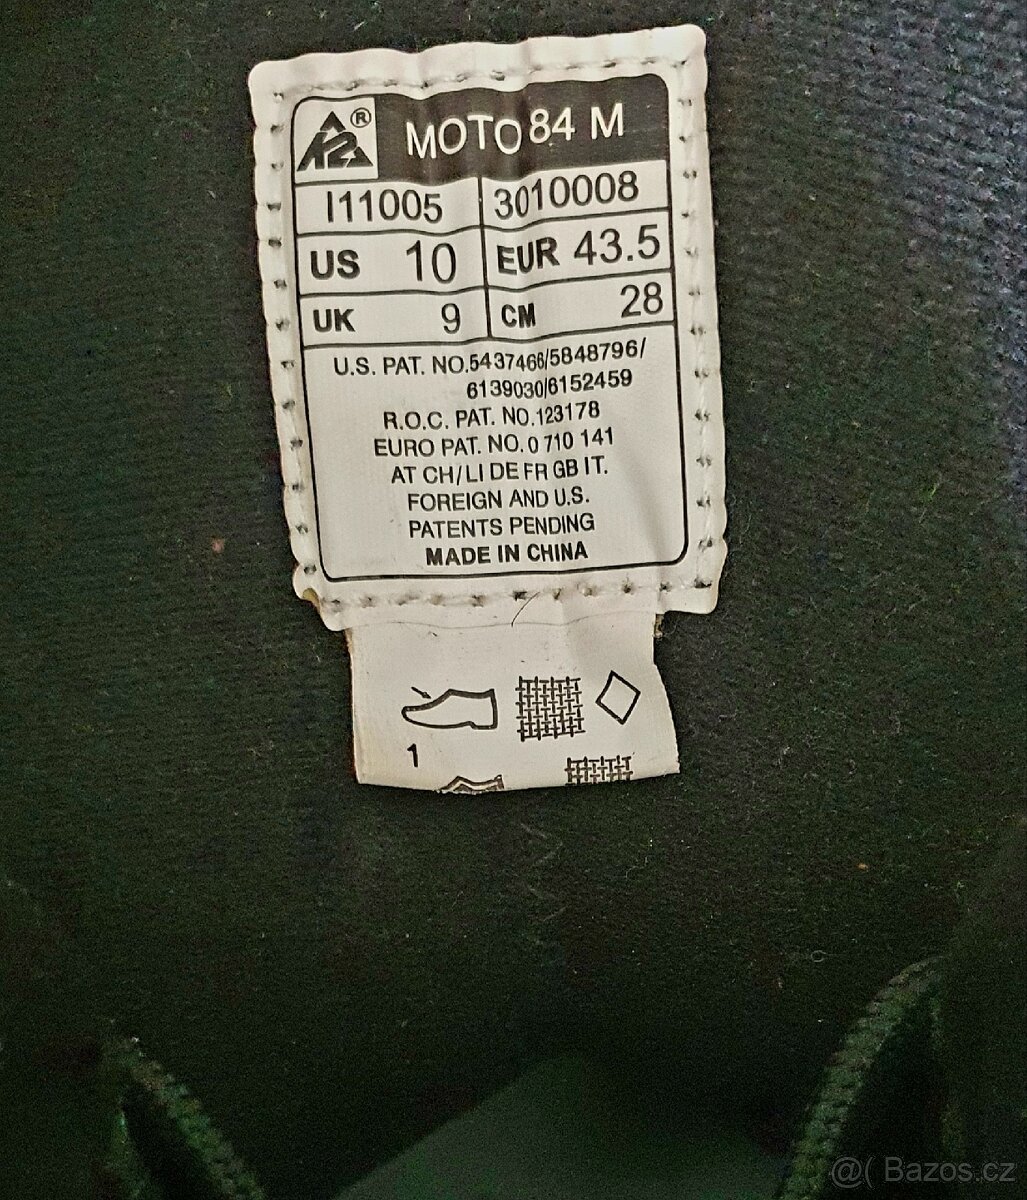 K2® MOTO 84 M
I11005 3010008
US 10 EUR 43.5
UK 9 CM 28
U.S. PAT. NO.5437466/5848796/
6139030/6152459
R.O.C. PAT. NO.123178
EURO PAT. NO.0 710 141
AT CH/LI DE FR GB IT.
FOREIGN AND U.S.
PATENTS PENDING
MADE IN CHINA
1
@( Bazos.cz